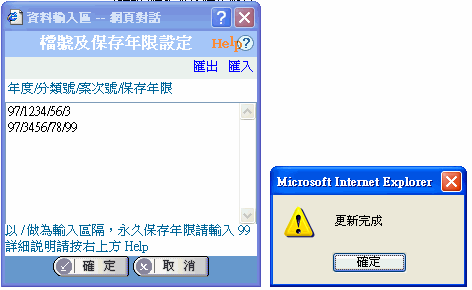 資料輸入區 -- 網頁對話
檔號及保存年限設定
Help
匯出 匯入
年度/分類號/案次號/保存年限
97/1234/56/3
97/3456/78/99
以 / 做為輸入區隔，永久保存年限請輸入 99
詳細說明請按右上方 Help
確 定
取 消
Microsoft Internet Explorer
更新完成
確定